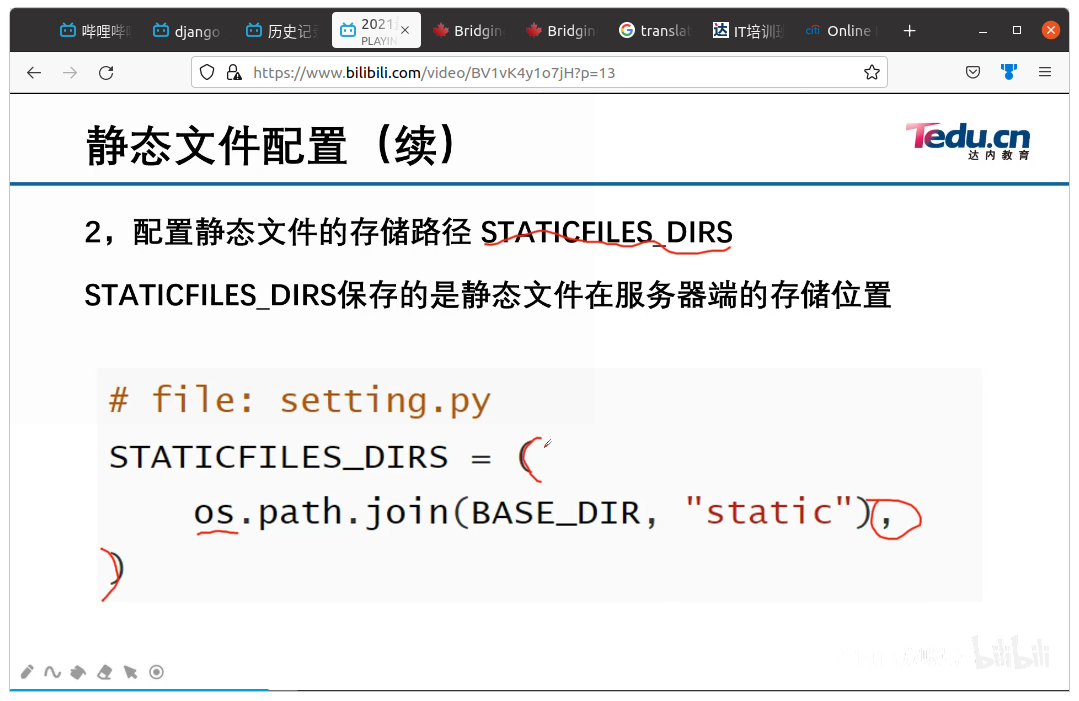 哔哩哔哩
django
历史记录
2021
PLAYIN
Bridgin
Bridgin
translat
IT培训班
Online
https://www.bilibili.com/video/BV1vK4y1o7jH?p=13
静态文件配置（续）
Tedu.cn
达内教育
2，配置静态文件的存储路径 STATICFILES_DIRS
STATICFILES_DIRS保存的是静态文件在服务器端的存储位置
# file: setting.py
STATICFILES_DIRS = (
os.path.join(BASE_DIR, "static"),
)
bilibili